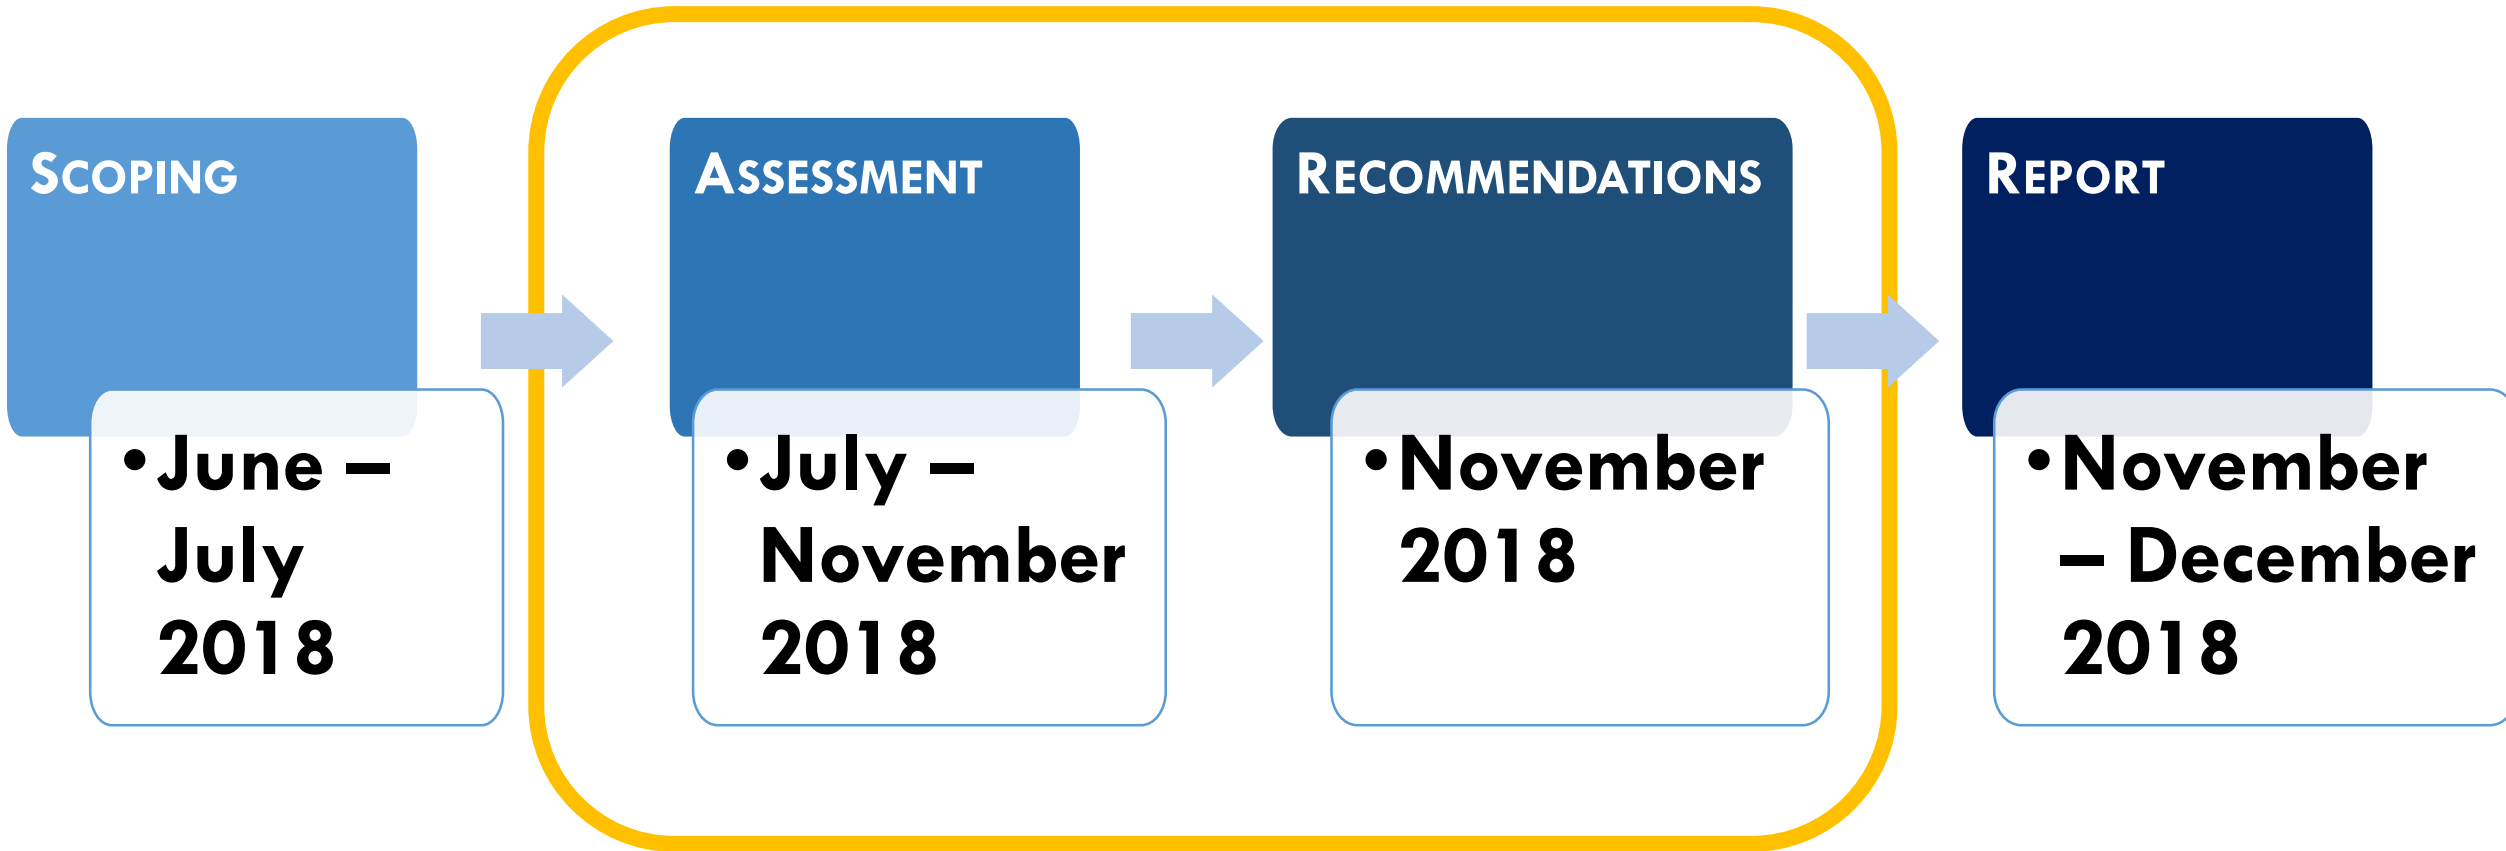 SCOPING
• June –
July
2018
ASSESSMENT
• July –
November
2018
RECOMMENDATIONS
• November
2018
REPORT
• November
– December
2018